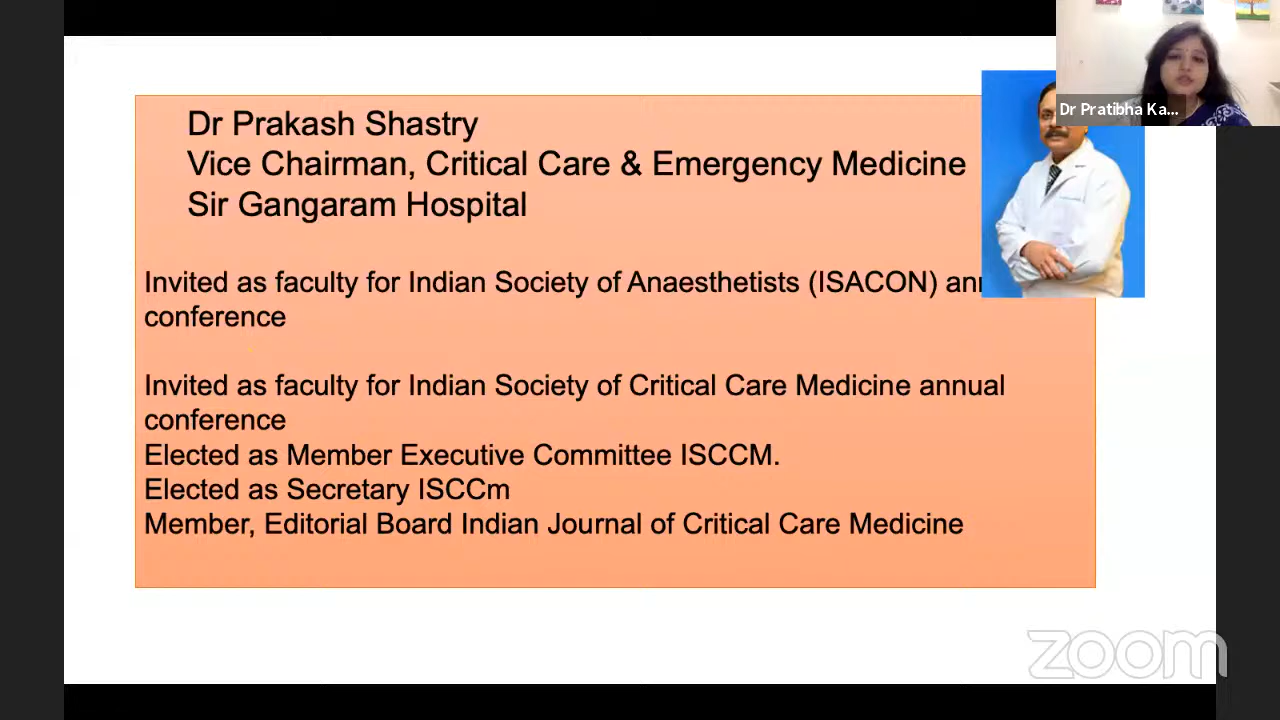 Dr Prakash Shastry
Vice Chairman, Critical Care & Emergency Medicine
Sir Gangaram Hospital
Invited as faculty for Indian Society of Anaesthetists (ISACON)
conference
Invited as faculty for Indian Society of Critical Care Medicine annual
conference
Elected as Member Executive Committee ISCCM.
Elected as Secretary ISCCm
Member, Editorial Board Indian Journal of Critical Care Medicine
Dr Pratibha Ka...
zoom